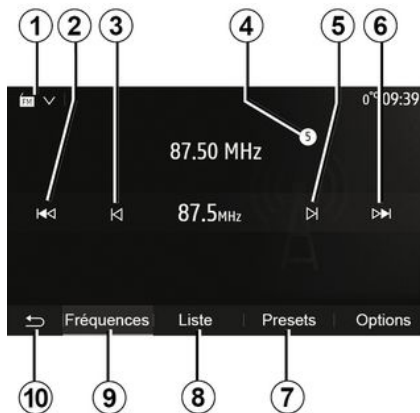 1 2 3 4 5 6
FM 0°C 09:39
5
87.50 MHz
87.5MHz
Fréquences Liste Presets Options
10 9 8 7